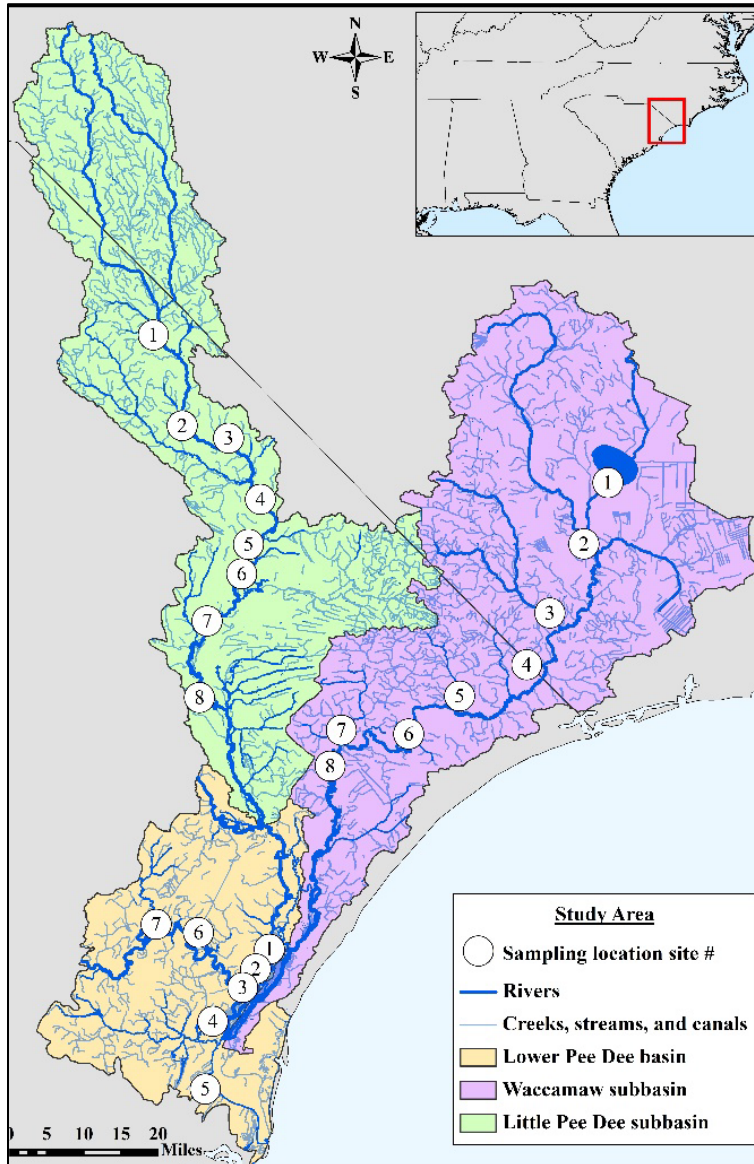 N
W E
S
1
2
3
4
5
6
7
8
1
2
3
4
5
6
7
8
1
2
3
4
5
6
7
Study Area
Sampling location site #
Rivers
Creeks, streams, and canals
Lower Pee Dee basin
Waccamaw subbasin
Little Pee Dee subbasin
0 5 10 20
Miles